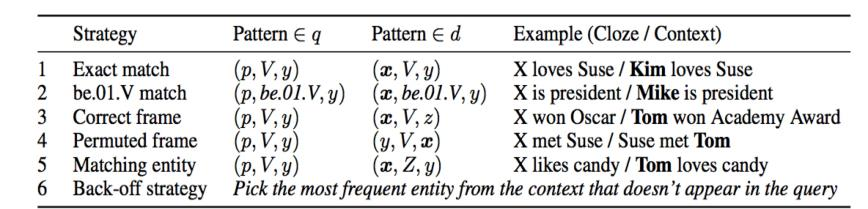 Strategy Pattern ∈ q Pattern ∈ d Example (Cloze / Context)
1 Exact match (p, V, y) (x, V, y) X loves Suse / Kim loves Suse
2 be.01.V match (p, be.01.V, y) (x, be.01.V, y) X is president / Mike is president
3 Correct frame (p, V, y) (x, V, z) X won Oscar / Tom won Academy Award
4 Permuted frame (p, V, y) (y, V, x) X met Suse / Suse met Tom
5 Matching entity (p, V, y) (x, Z, y) X likes candy / Tom loves candy
6 Back-off strategy Pick the most frequent entity from the context that doesn't appear in the query